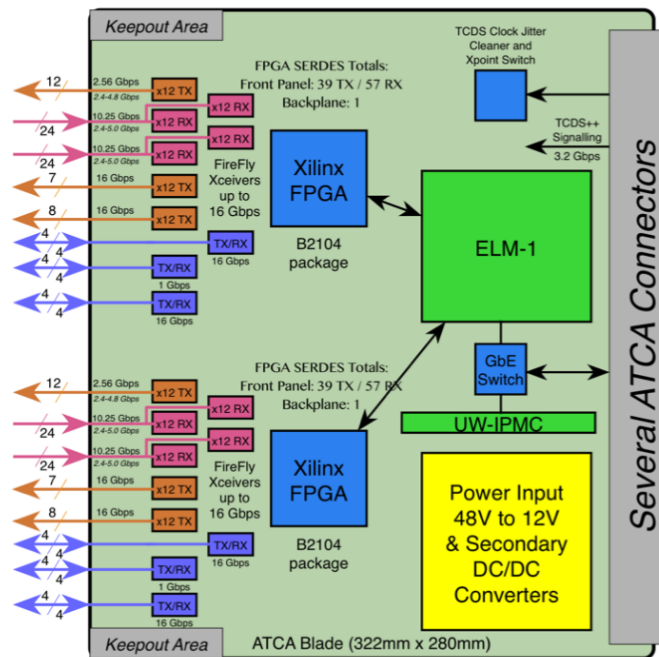 Keepout Area
FPGA SERDES Totals:
Front Panel: 39 TX / 57 RX
Backplane: 1
TCDS Clock Jitter
Cleaner and
Xpoint Switch
12
2.56 Gbps
2.4-4.8 Gbps
x12 TX
x12 RX
10.25 Gbps
2.4-5.0 Gbps
x12 RX
24
x12 RX
10.25 Gbps
2.4-5.0 Gbps
x12 RX
24
7
16 Gbps
x12 TX
FireFly
Xceivers
up to
16 Gbps
8
16 Gbps
x12 TX
4
4
TX/RX
16 Gbps
4
4
TX/RX
1 Gbps
4
4
TX/RX
16 Gbps
Xilinx
FPGA
B2104
package
TCDS++
Signalling
3.2 Gbps
ELM-1
GbE
Switch
UW-IPMC
Several ATCA Connectors
FPGA SERDES Totals:
Front Panel: 39 TX / 57 RX
Backplane: 1
12
2.56 Gbps
2.4-4.8 Gbps
x12 TX
x12 RX
10.25 Gbps
2.4-5.0 Gbps
x12 RX
24
x12 RX
10.25 Gbps
2.4-5.0 Gbps
x12 RX
24
7
16 Gbps
x12 TX
FireFly
Xceivers
up to
16 Gbps
8
16 Gbps
x12 TX
4
4
TX/RX
16 Gbps
4
4
TX/RX
1 Gbps
4
4
TX/RX
16 Gbps
Xilinx
FPGA
B2104
package
Power Input
48V to 12V
& Secondary
DC/DC
Converters
Keepout Area
ATCA Blade (322mm x 280mm)